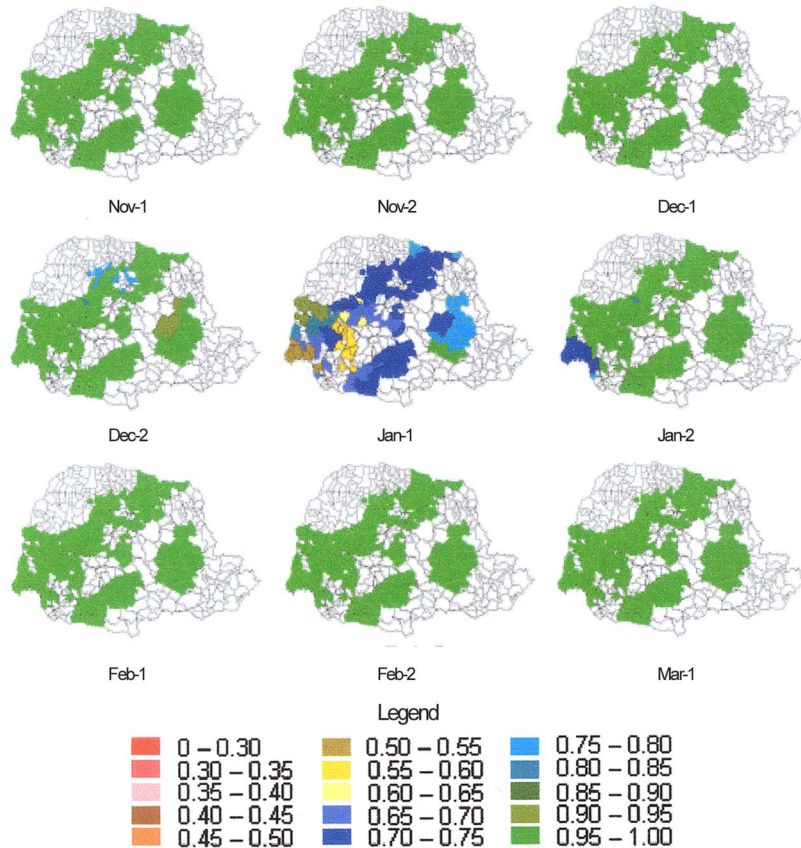 Nov-1
Nov-2
Dec-1
Dec-2
Jan-1
Jan-2
Feb-1
Feb-2
Mar-1
Legend
0 – 0.30
0.50 – 0.55
0.75 – 0.80
0.30 – 0.35
0.55 – 0.60
0.80 – 0.85
0.35 – 0.40
0.60 – 0.65
0.85 – 0.90
0.40 – 0.45
0.65 – 0.70
0.90 – 0.95
0.45 – 0.50
0.70 – 0.75
0.95 – 1.00